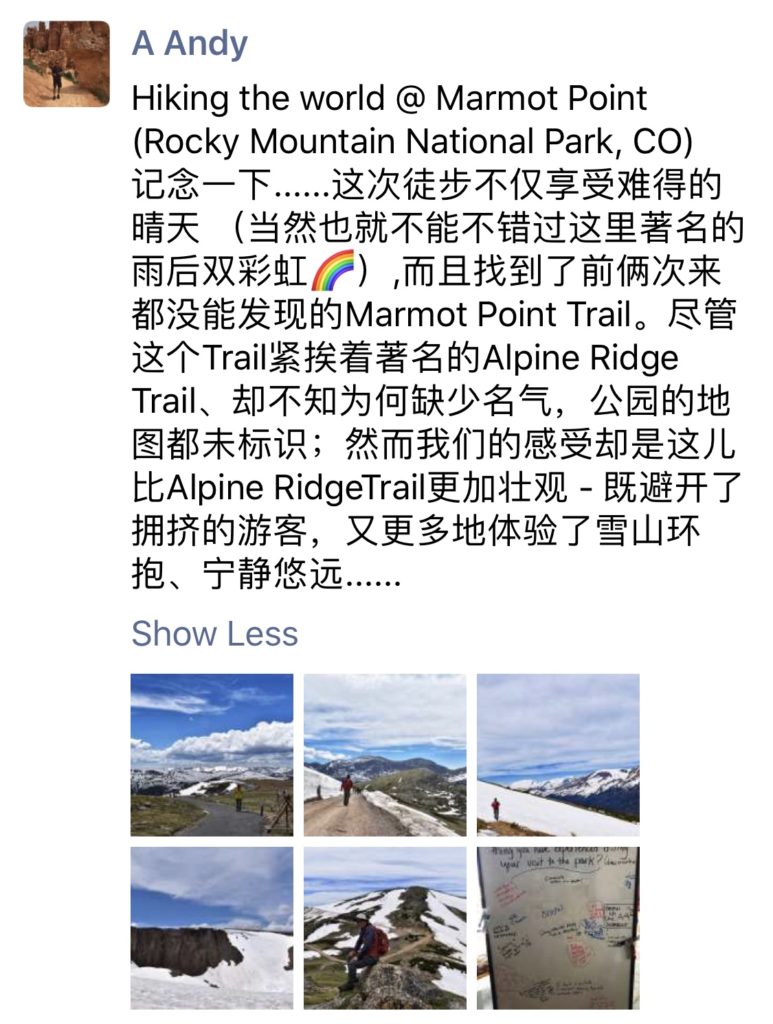 A Andy
Hiking the world @ Marmot Point
(Rocky Mountain National Park, CO)
记念一下......这次徒步不仅享受难得的
晴天 （当然也就不能不错过这里著名的
雨后双彩虹🌈）,而且找到了前俩次来
都没能发现的Marmot Point Trail。尽管
这个Trail紧挨着著名的Alpine Ridge
Trail、却不知为何缺少名气，公园的地
图都未标识；然而我们的感受却是这儿
比Alpine RidgeTrail更加壮观 - 既避开了
拥挤的游客，又更多地体验了雪山环
抱、宁静悠远......
Show Less
thing you have experienced during
your visit to the park?